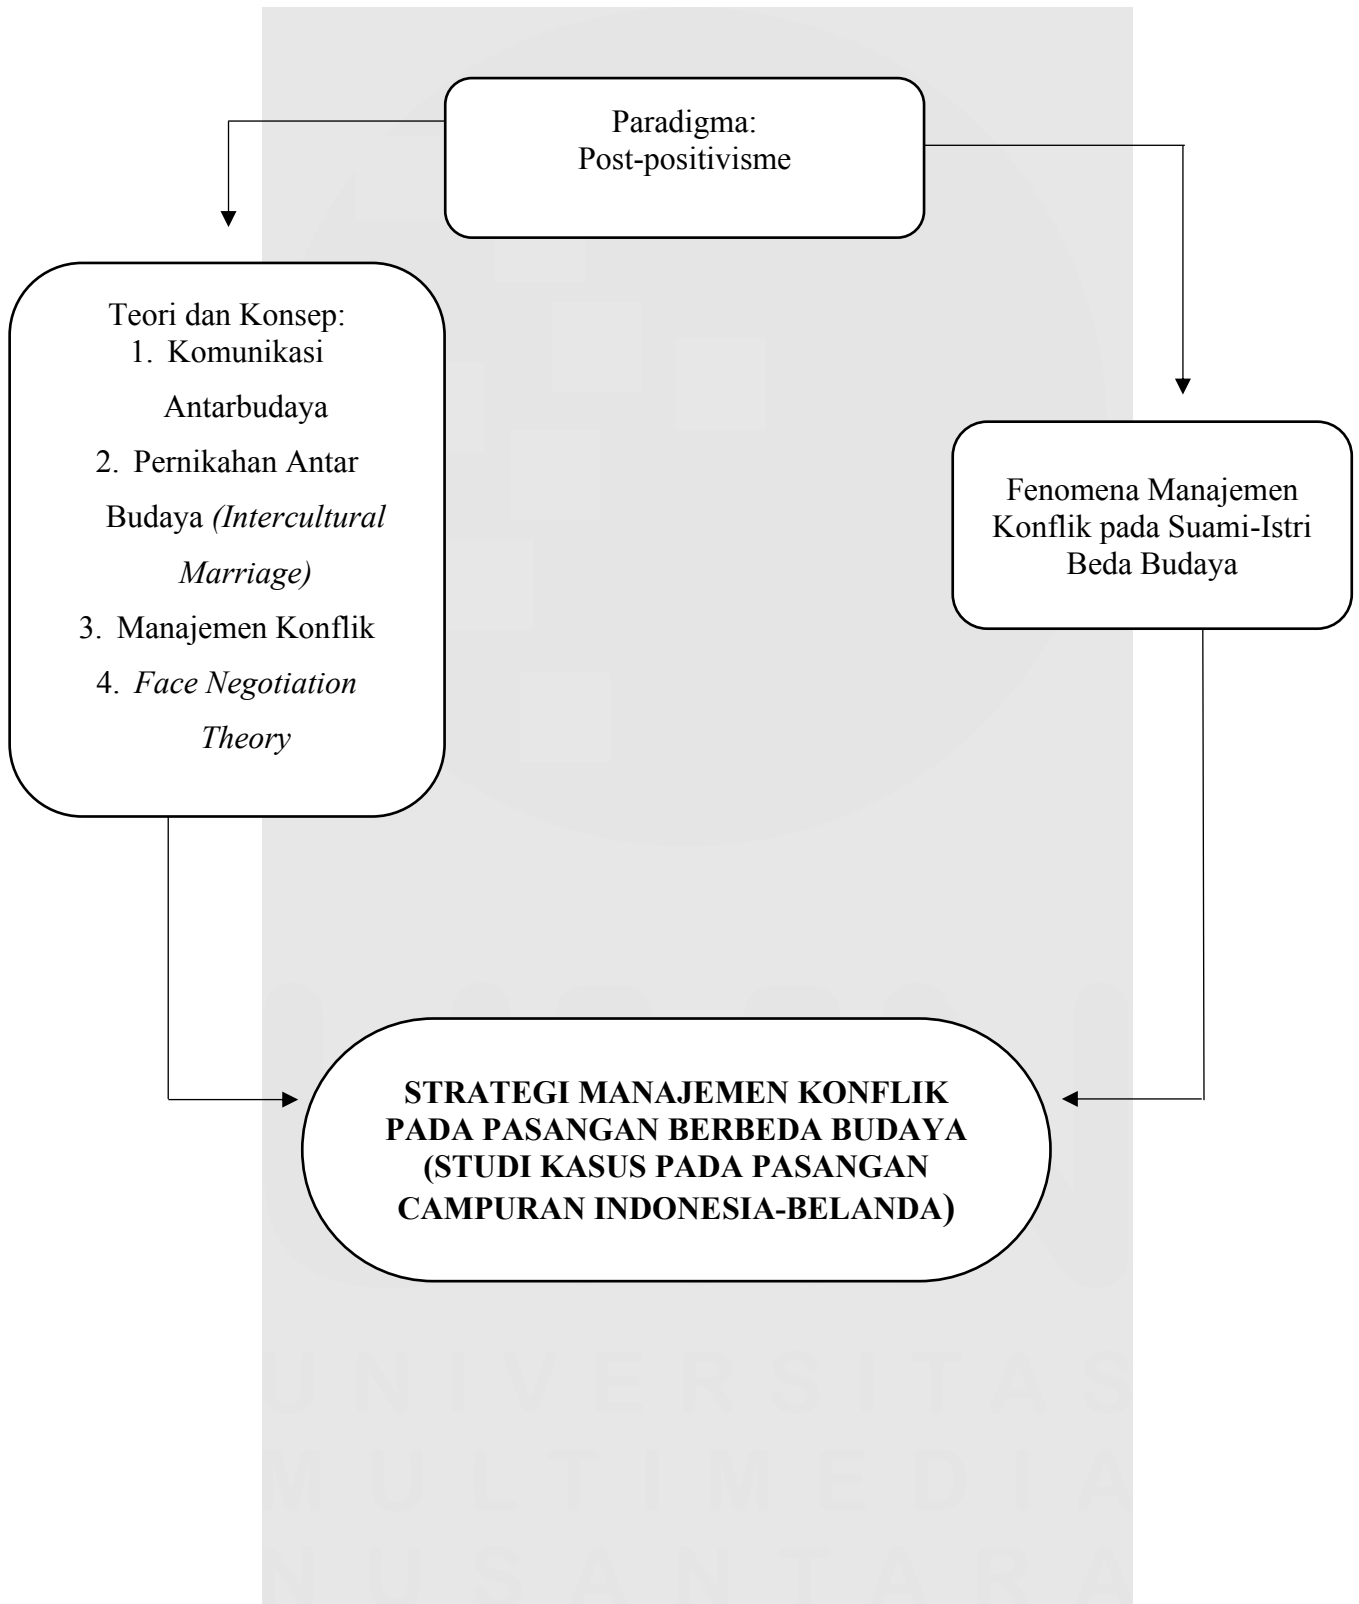 Paradigma:
Post-positivisme
Teori dan Konsep:
1. Komunikasi
Antarbudaya
2. Pernikahan Antar
Budaya (Intercultural
Marriage)
3. Manajemen Konflik
4. Face Negotiation
Theory
Fenomena Manajemen
Konflik pada Suami-Istri
Beda Budaya
STRATEGI MANAJEMEN KONFLIK
PADA PASANGAN BERBEDA BUDAYA
(STUDI KASUS PADA PASANGAN
CAMPURAN INDONESIA-BELANDA)
UNIVERSITAS
MULTIMEDIA
NUSANTARA